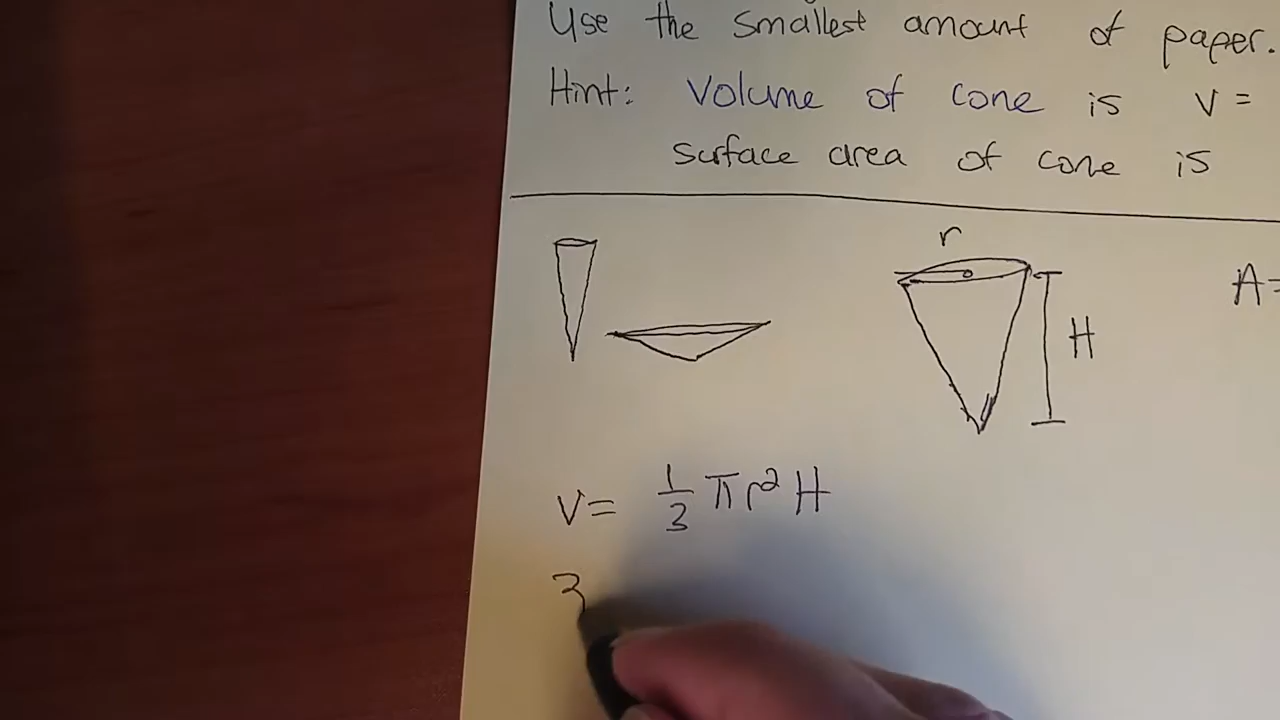 Use the smallest amount of paper.
Hint: Volume of cone is V =
surface area of cone is
r
A=
H
V= 1/3 πr²H
3